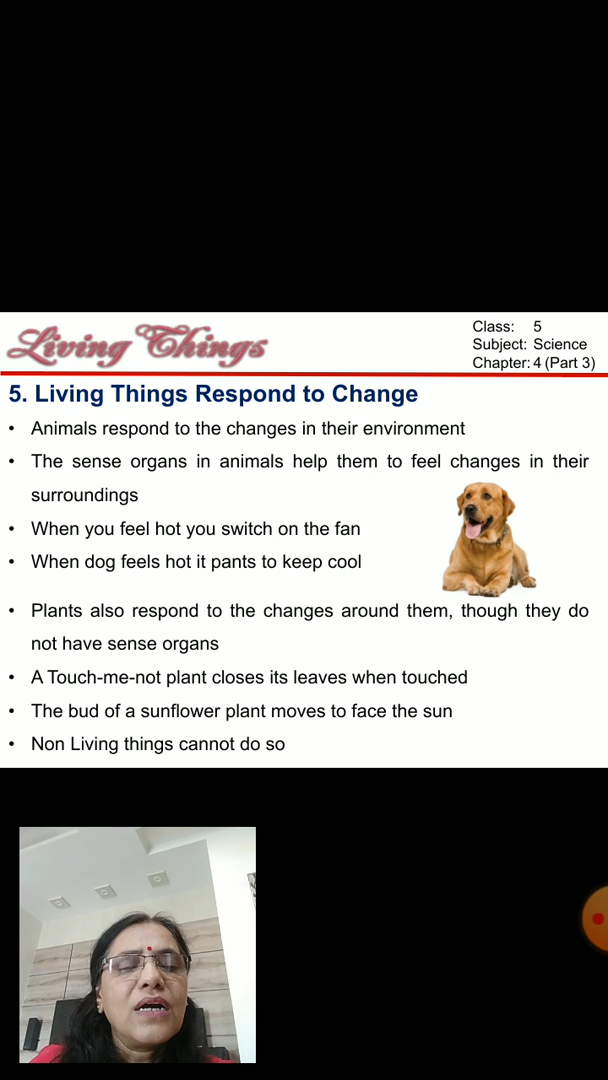 Living Things
Class: 5
Subject: Science
Chapter: 4 (Part 3)
5. Living Things Respond to Change
• Animals respond to the changes in their environment
• The sense organs in animals help them to feel changes in their
surroundings
• When you feel hot you switch on the fan
• When dog feels hot it pants to keep cool
• Plants also respond to the changes around them, though they do
not have sense organs
• A Touch-me-not plant closes its leaves when touched
• The bud of a sunflower plant moves to face the sun
• Non Living things cannot do so